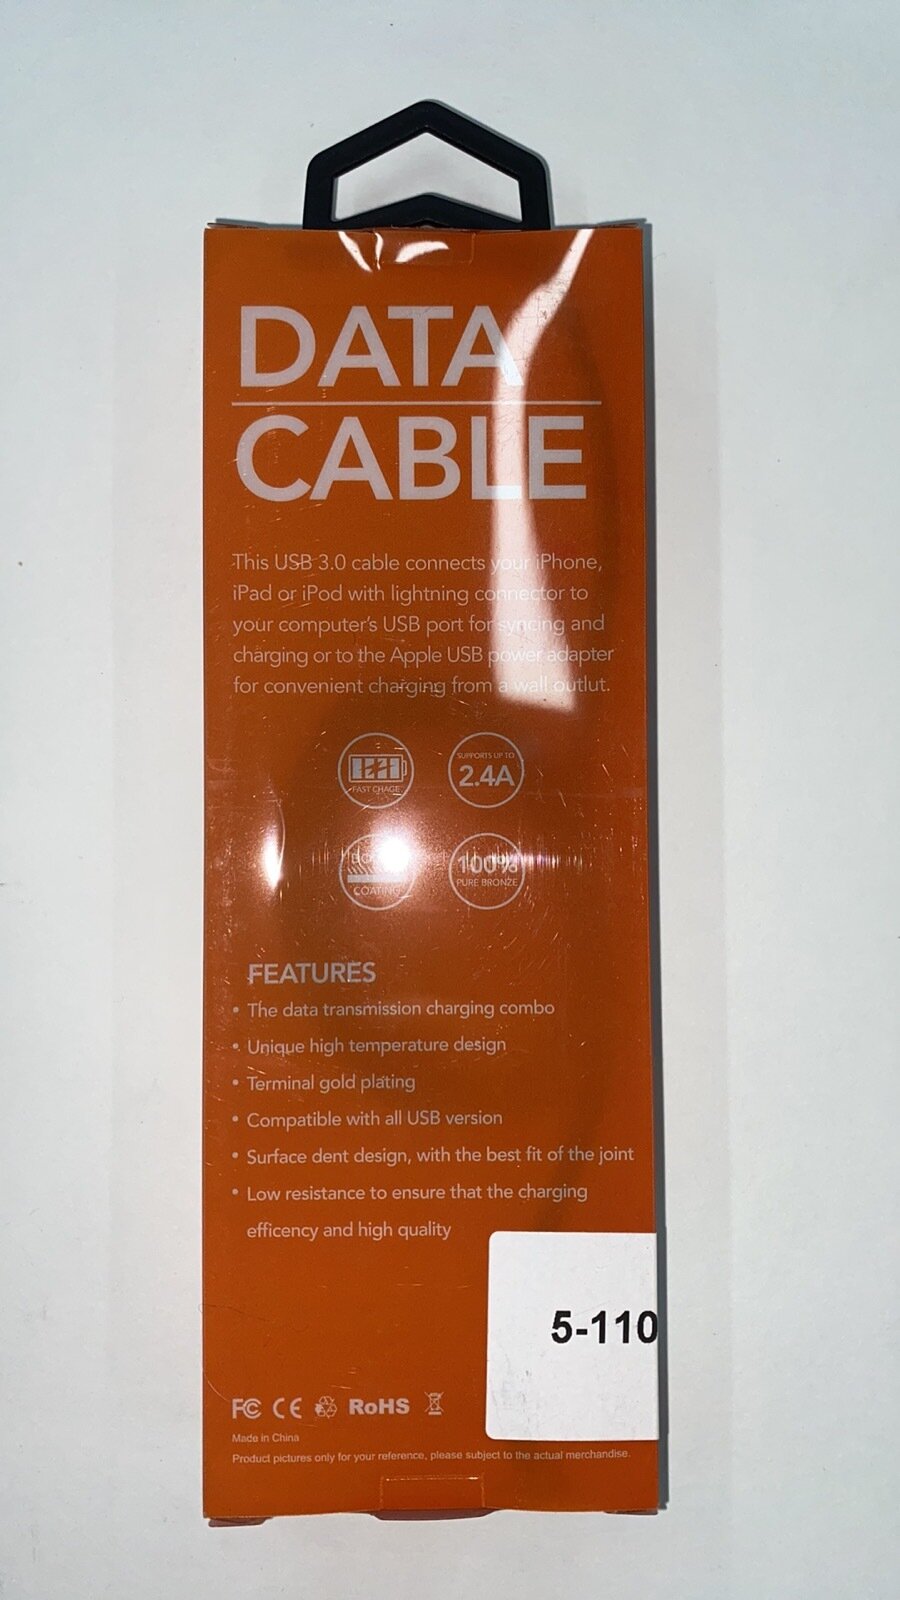 DATA
CABLE
This USB 3.0 cable connects your iPhone,
iPad or iPod with lightning connector to
your computer's USB port for syncing and
charging or to the Apple USB power adapter
for convenient charging from a wall outlut.
FAST CHAGE
SUPPORTS UP TO
2.4A
COATING
100%
PURE BRONZE
FEATURES
• The data transmission charging combo
• Unique high temperature design
• Terminal gold plating
• Compatible with all USB version
• Surface dent design, with the best fit of the joint
• Low resistance to ensure that the charging
efficency and high quality
5-110
FC CE RoHS
Made in China
Product pictures only for your reference, please subject to the actual merchandise.